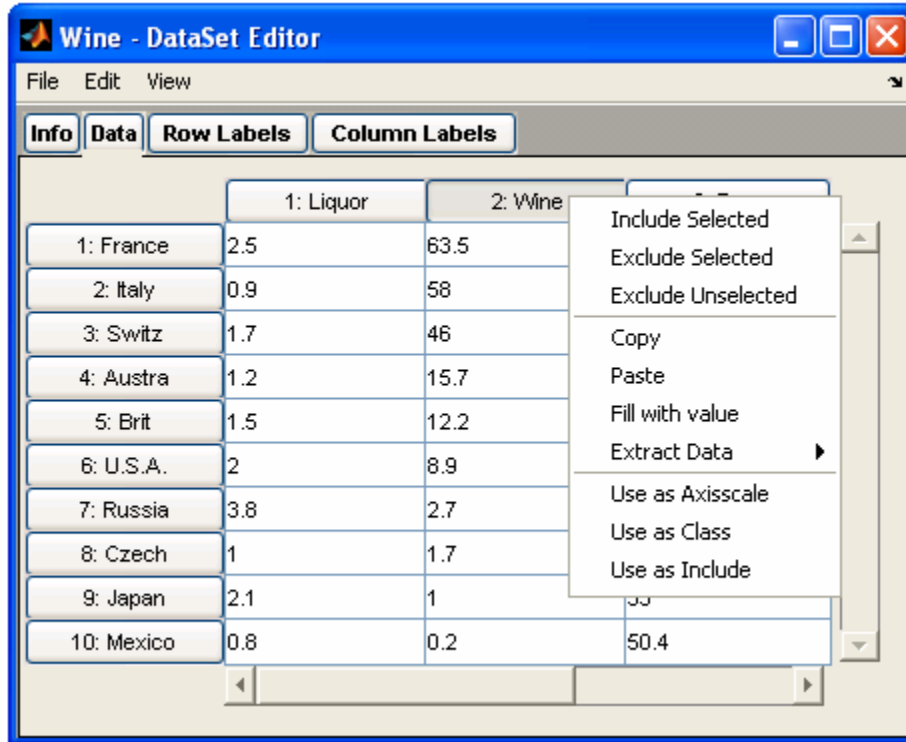 Wine - DataSet Editor
File Edit View
Info Data Row Labels Column Labels
1: Liquor 2: Wine
1: France 2.5 63.5
2: Italy 0.9 58
3: Switz 1.7 46
4: Austra 1.2 15.7
5: Brit 1.5 12.2
6: U.S.A. 2 8.9
7: Russia 3.8 2.7
8: Czech 1 1.7
9: Japan 2.1 1
10: Mexico 0.8 0.2 50.4
Include Selected
Exclude Selected
Exclude Unselected
Copy
Paste
Fill with value
Extract Data
Use as Axisscale
Use as Class
Use as Include